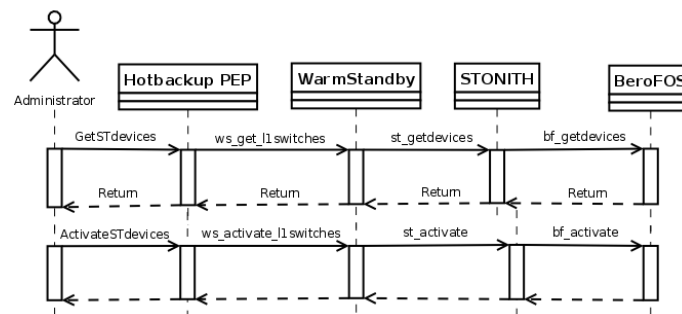 Administrator
Hotbackup PEP
WarmStandby
STONITH
BeroFOS
GetSTdevices
ws_get_l1switches
st_getdevices
bf_getdevices
Return
Return
Return
Return
ActivateSTdevices
ws_activate_l1switches
st_activate
bf_activate